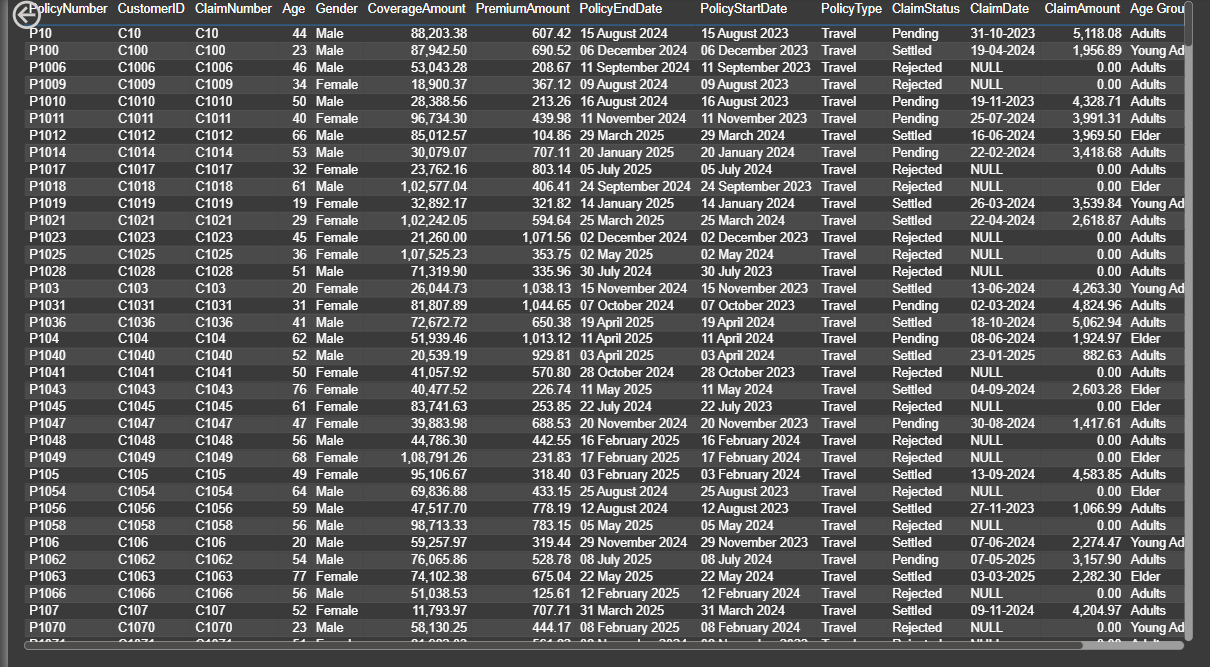 PolicyNumber CustomerID ClaimNumber Age Gender CoverageAmount PremiumAmount PolicyEndDate PolicyStartDate PolicyType ClaimStatus ClaimDate ClaimAmount Age Grou
P10 C10 C10 44 Male 88,203.38 607.42 15 August 2024 15 August 2023 Travel Pending 31-10-2023 5,118.08 Adults
P100 C100 C100 23 Male 87,942.50 690.52 06 December 2024 06 December 2023 Travel Settled 19-04-2024 1,956.89 Young Ad
P1006 C1006 C1006 46 Male 53,043.28 208.67 11 September 2024 11 September 2023 Travel Rejected NULL 0.00 Adults
P1009 C1009 C1009 34 Female 18,900.37 367.12 09 August 2024 09 August 2023 Travel Rejected NULL 0.00 Adults
P1010 C1010 C1010 50 Male 28,388.56 213.26 16 August 2024 16 August 2023 Travel Pending 19-11-2023 4,328.71 Adults
P1011 C1011 C1011 40 Female 96,734.30 439.98 11 November 2024 11 November 2023 Travel Pending 25-07-2024 3,991.31 Adults
P1012 C1012 C1012 66 Male 85,012.57 104.86 29 March 2025 29 March 2024 Travel Settled 16-06-2024 3,969.50 Elder
P1014 C1014 C1014 53 Male 30,079.07 707.11 20 January 2025 20 January 2024 Travel Pending 22-02-2024 3,418.68 Adults
P1017 C1017 C1017 32 Female 23,762.16 803.14 05 July 2025 05 July 2024 Travel Rejected NULL 0.00 Adults
P1018 C1018 C1018 61 Male 1,02,577.04 406.41 24 September 2024 24 September 2023 Travel Rejected NULL 0.00 Elder
P1019 C1019 C1019 19 Female 32,892.17 321.82 14 January 2025 14 January 2024 Travel Settled 26-03-2024 3,539.84 Young Ad
P1021 C1021 C1021 29 Female 1,02,242.05 594.64 25 March 2025 25 March 2024 Travel Settled 22-04-2024 2,618.87 Adults
P1023 C1023 C1023 45 Female 21,260.00 1,071.56 02 December 2024 02 December 2023 Travel Rejected NULL 0.00 Adults
P1025 C1025 C1025 36 Female 1,07,525.23 353.75 02 May 2025 02 May 2024 Travel Rejected NULL 0.00 Adults
P1028 C1028 C1028 51 Male 71,319.90 335.96 30 July 2024 30 July 2023 Travel Rejected NULL 0.00 Adults
P103 C103 C103 20 Female 26,044.73 1,038.13 15 November 2024 15 November 2023 Travel Settled 13-06-2024 4,263.30 Young Ad
P1031 C1031 C1031 31 Female 81,807.89 1,044.65 07 October 2024 07 October 2023 Travel Pending 02-03-2024 4,824.96 Adults
P1036 C1036 C1036 41 Male 72,672.72 650.38 19 April 2025 19 April 2024 Travel Settled 18-10-2024 5,062.94 Adults
P104 C104 C104 62 Male 51,939.46 1,013.12 11 April 2025 11 April 2024 Travel Pending 08-06-2024 1,924.97 Elder
P1040 C1040 C1040 52 Male 20,539.19 929.81 03 April 2025 03 April 2024 Travel Settled 23-01-2025 882.63 Adults
P1041 C1041 C1041 50 Female 41,057.92 570.80 28 October 2024 28 October 2023 Travel Rejected NULL 0.00 Adults
P1043 C1043 C1043 76 Female 40,477.52 226.74 11 May 2025 11 May 2024 Travel Settled 04-09-2024 2,603.28 Elder
P1045 C1045 C1045 61 Female 83,741.63 253.85 22 July 2024 22 July 2023 Travel Rejected NULL 0.00 Elder
P1047 C1047 C1047 47 Female 39,883.98 688.53 20 November 2024 20 November 2023 Travel Pending 30-08-2024 1,417.61 Adults
P1048 C1048 C1048 56 Male 44,786.30 442.55 16 February 2025 16 February 2024 Travel Rejected NULL 0.00 Adults
P1049 C1049 C1049 68 Female 1,08,791.26 231.83 17 February 2025 17 February 2024 Travel Rejected NULL 0.00 Elder
P105 C105 C105 49 Female 95,106.67 318.40 03 February 2025 03 February 2024 Travel Settled 13-09-2024 4,583.85 Adults
P1054 C1054 C1054 64 Male 69,836.88 433.15 25 August 2024 25 August 2023 Travel Rejected NULL 0.00 Elder
P1056 C1056 C1056 59 Male 47,517.70 778.19 12 August 2024 12 August 2023 Travel Settled 27-11-2023 1,066.99 Adults
P1058 C1058 C1058 56 Male 98,713.33 783.15 05 May 2025 05 May 2024 Travel Rejected NULL 0.00 Adults
P106 C106 C106 20 Male 59,257.97 319.44 29 November 2024 29 November 2023 Travel Settled 07-06-2024 2,274.47 Young Ad
P1062 C1062 C1062 54 Male 76,065.86 528.78 08 July 2025 08 July 2024 Travel Pending 07-05-2025 3,157.90 Adults
P1063 C1063 C1063 77 Female 74,102.38 675.04 22 May 2025 22 May 2024 Travel Settled 03-03-2025 2,282.30 Elder
P1066 C1066 C1066 56 Male 51,038.53 125.61 12 February 2025 12 February 2024 Travel Rejected NULL 0.00 Adults
P107 C107 C107 52 Female 11,793.97 707.71 31 March 2025 31 March 2024 Travel Settled 09-11-2024 4,204.97 Adults
P1070 C1070 C1070 23 Male 58,130.25 444.17 08 February 2025 08 February 2024 Travel Rejected NULL 0.00 Young Ad